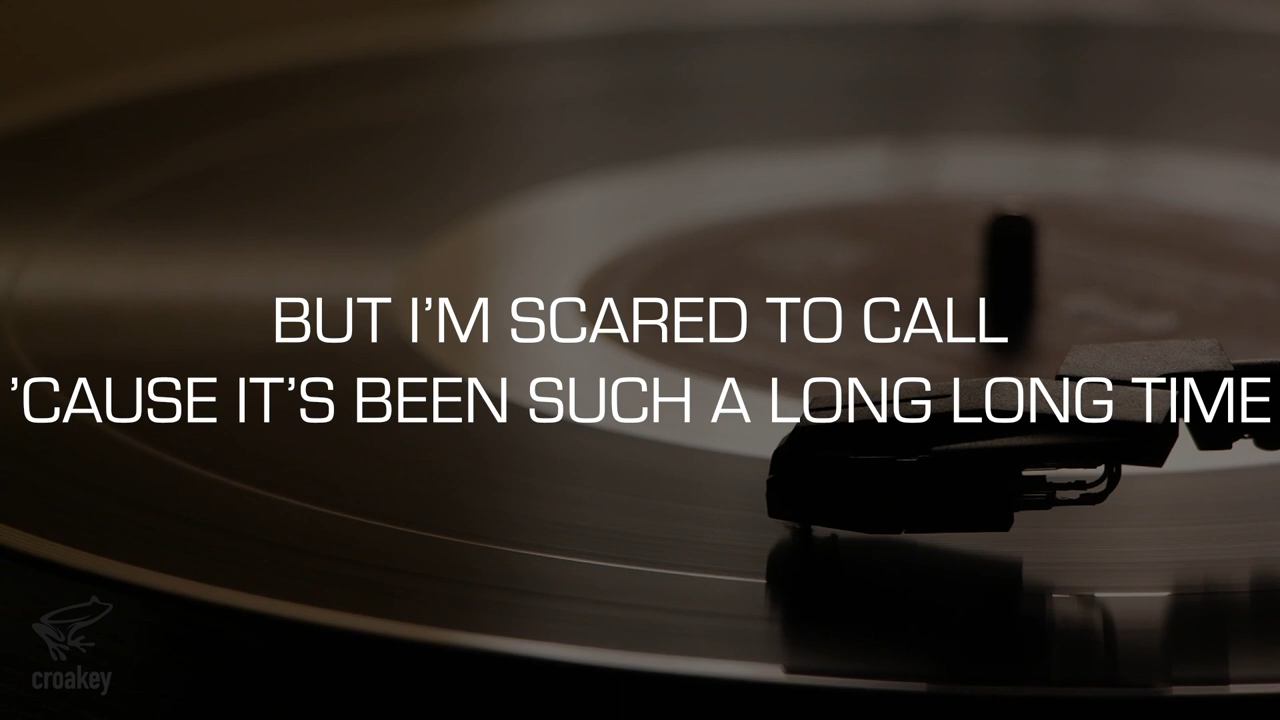 BUT I’M SCARED TO CALL
’CAUSE IT’S BEEN SUCH A LONG LONG TIME
croakey